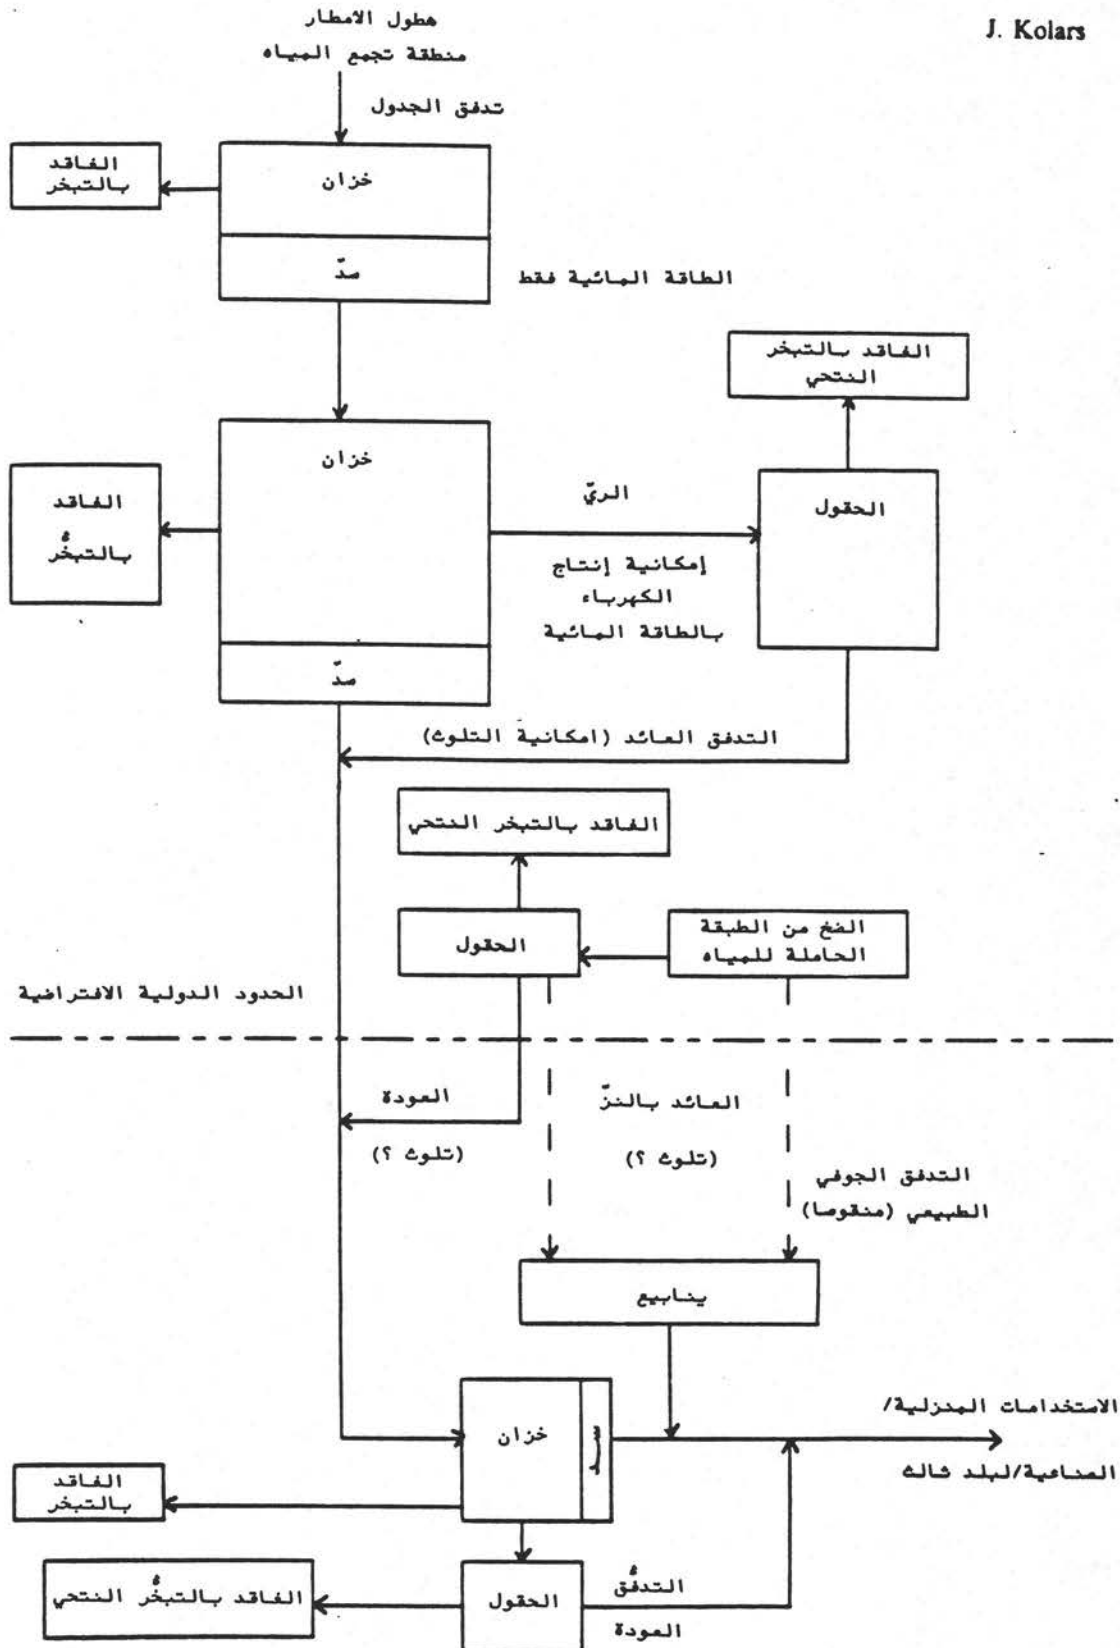 J. Kolars
هطول الامطار
منطقة تجمع المياه
تدفق الجدول
الفاقد
بالتبخر
خزان
صدّ
الطاقة المائية فقط
الفاقد بالتبخر
النتحي
خزان
الفاقد
بالتبخُّر
الريّ
الحقول
إمكانية إنتاج
الكهرباء
بالطاقة المائية
صدّ
التدفق العائد (امكانية التلوث)
الفاقد بالتبخر النتحي
الحقول
الضخ من الطبقة
الحاملة للمياه
الحدود الدولية الافتراضية
العودة
(تلوث ؟)
العائد بالنزّ
(تلوث ؟)
التدفق الجوفي
الطبيعي (منقوصا)
ينابيع
خزان
سد
الاستخدامات المنزلية/
الصناعية/لبلد ثالث
الفاقد
بالتبخر
الفاقد بالتبخُّر النتحي
الحقول
التدفُّق
العودة